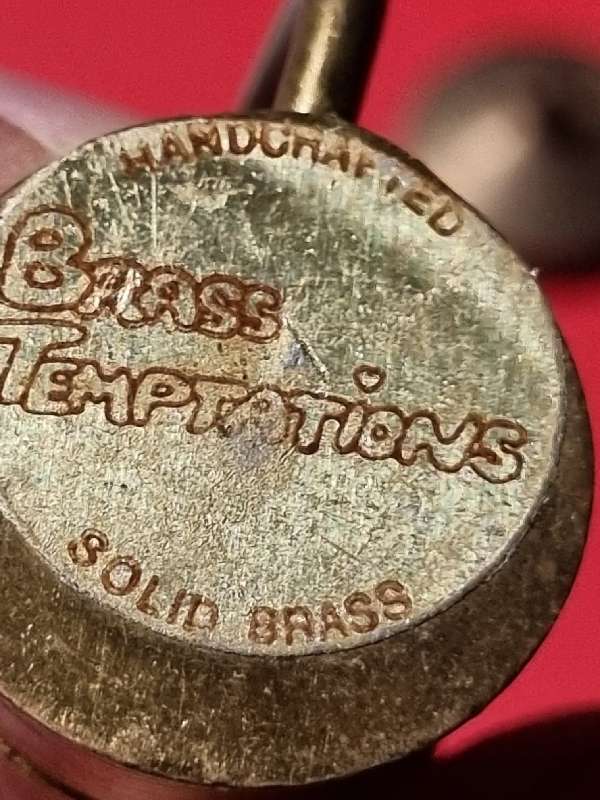 HANDCRAFTED
BRASS
TEMPTATIONS
SOLID BRASS